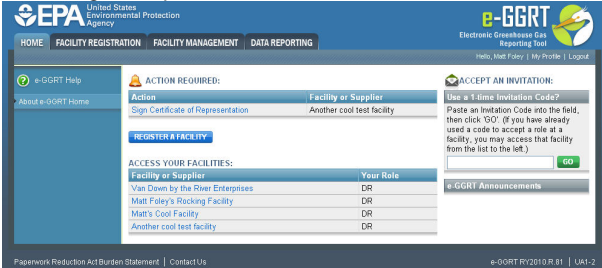 United States
Environmental Protection
Agency
EPA
e-GGRT
Electronic Greenhouse Gas
Reporting Tool
HOME FACILITY REGISTRATION FACILITY MANAGEMENT DATA REPORTING
Hello, Matt Foley | My Profile | Logout
e-GGRT Help
About e-GGRT Home
ACTION REQUIRED:
Action Facility or Supplier
Sign Certificate of Representation Another cool test facility
REGISTER A FACILITY
ACCESS YOUR FACILITIES:
Facility or Supplier Your Role
Van Down by the River Enterprises DR
Matt Foley's Rocking Facility DR
Matt's Cool Facility DR
Another cool test facility DR
ACCEPT AN INVITATION:
Use a 1-time Invitation Code?
Paste an Invitation Code into the field,
then click 'GO'. (If you have already
used a code to accept a role at a
facility, you may access that facility
from the list to the left.)
GO
e-GGRT Announcements
Paperwork Reduction Act Burden Statement | Contact Us
e-GGRT RY2010.R.81 | UA1-2